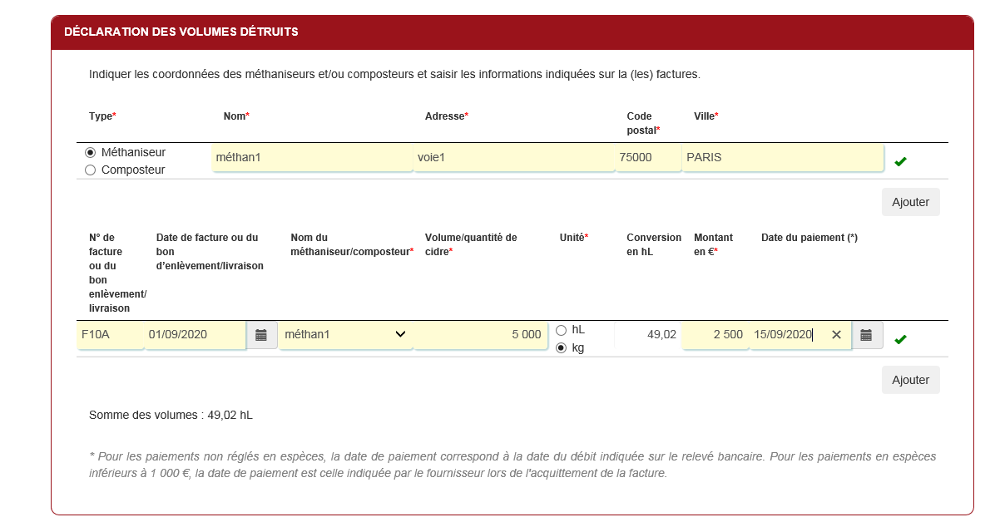 DÉCLARATION DES VOLUMES DÉTRUITS
Indiquer les coordonnées des méthaniseurs et/ou composteurs et saisir les informations indiquées sur la (les) factures.
Type* Nom* Adresse* Code postal* Ville*
Méthaniseur
Composteur
méthan1 voie1 75000 PARIS
Ajouter
N° de facture ou du bon enlèvement/ livraison
Date de facture ou du bon d'enlèvement/livraison
Nom du méthaniseur/composteur*
Volume/quantité de cidre*
Unité*
Conversion en hL
Montant en €*
Date du paiement (*)
F10A 01/09/2020 méthan1 5 000
hL
kg
49,02 2 500 15/09/2020
Ajouter
Somme des volumes : 49,02 hL
* Pour les paiements non réglés en espèces, la date de paiement correspond à la date du débit indiquée sur le relevé bancaire. Pour les paiements en espèces
inférieurs à 1 000 €, la date de paiement est celle indiquée par le fournisseur lors de l'acquittement de la facture.